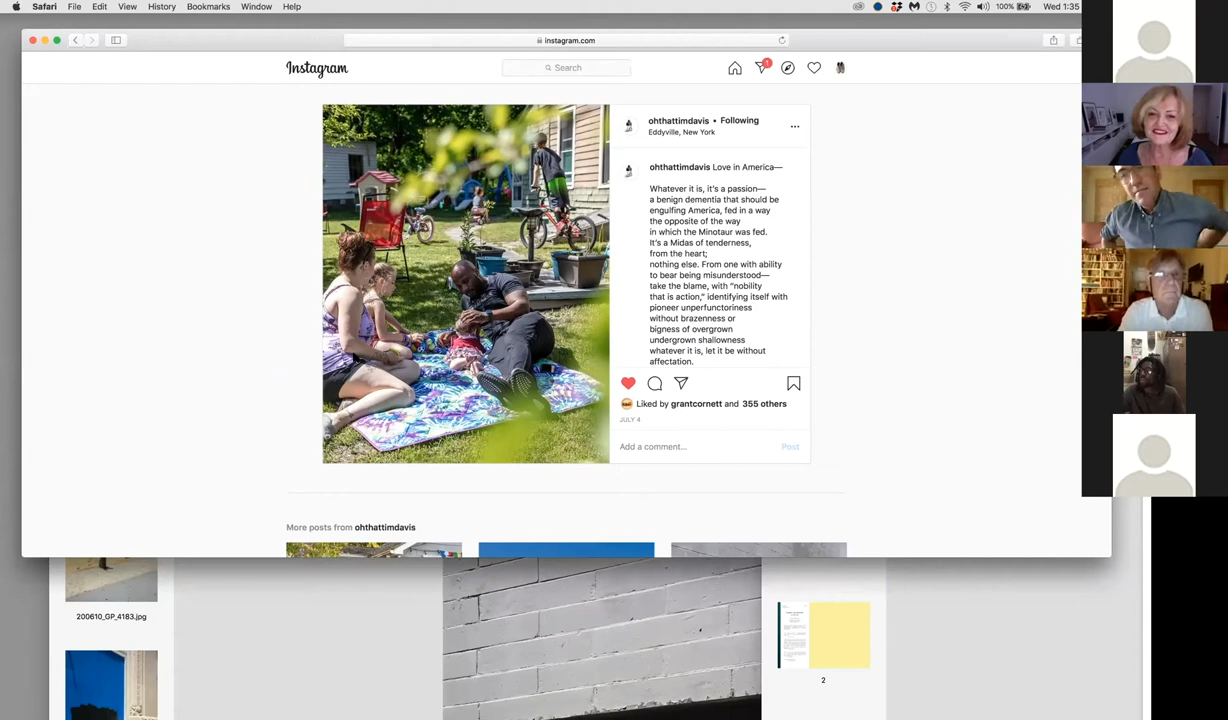 Safari File Edit View History Bookmarks Window Help
100% Wed 1:35
instagram.com
Instagram
Search
1
ohthattimdavis • Following
Eddyville, New York
ohthattimdavis Love in America—
Whatever it is, it's a passion—
a benign dementia that should be
engulfing America, fed in a way
the opposite of the way
in which the Minotaur was fed.
It's a Midas of tenderness,
from the heart;
nothing else. From one with ability
to bear being misunderstood—
take the blame, with "nobility
that is action," identifying itself with
pioneer unperfunctoriness
without brazenness or
bigness of overgrown
undergrown shallowness
whatever it is, let it be without
affectation.
Liked by grantcornett and 355 others
JULY 4
Add a comment... Post
More posts from ohthattimdavis
200610_GP_4183.jpg
2